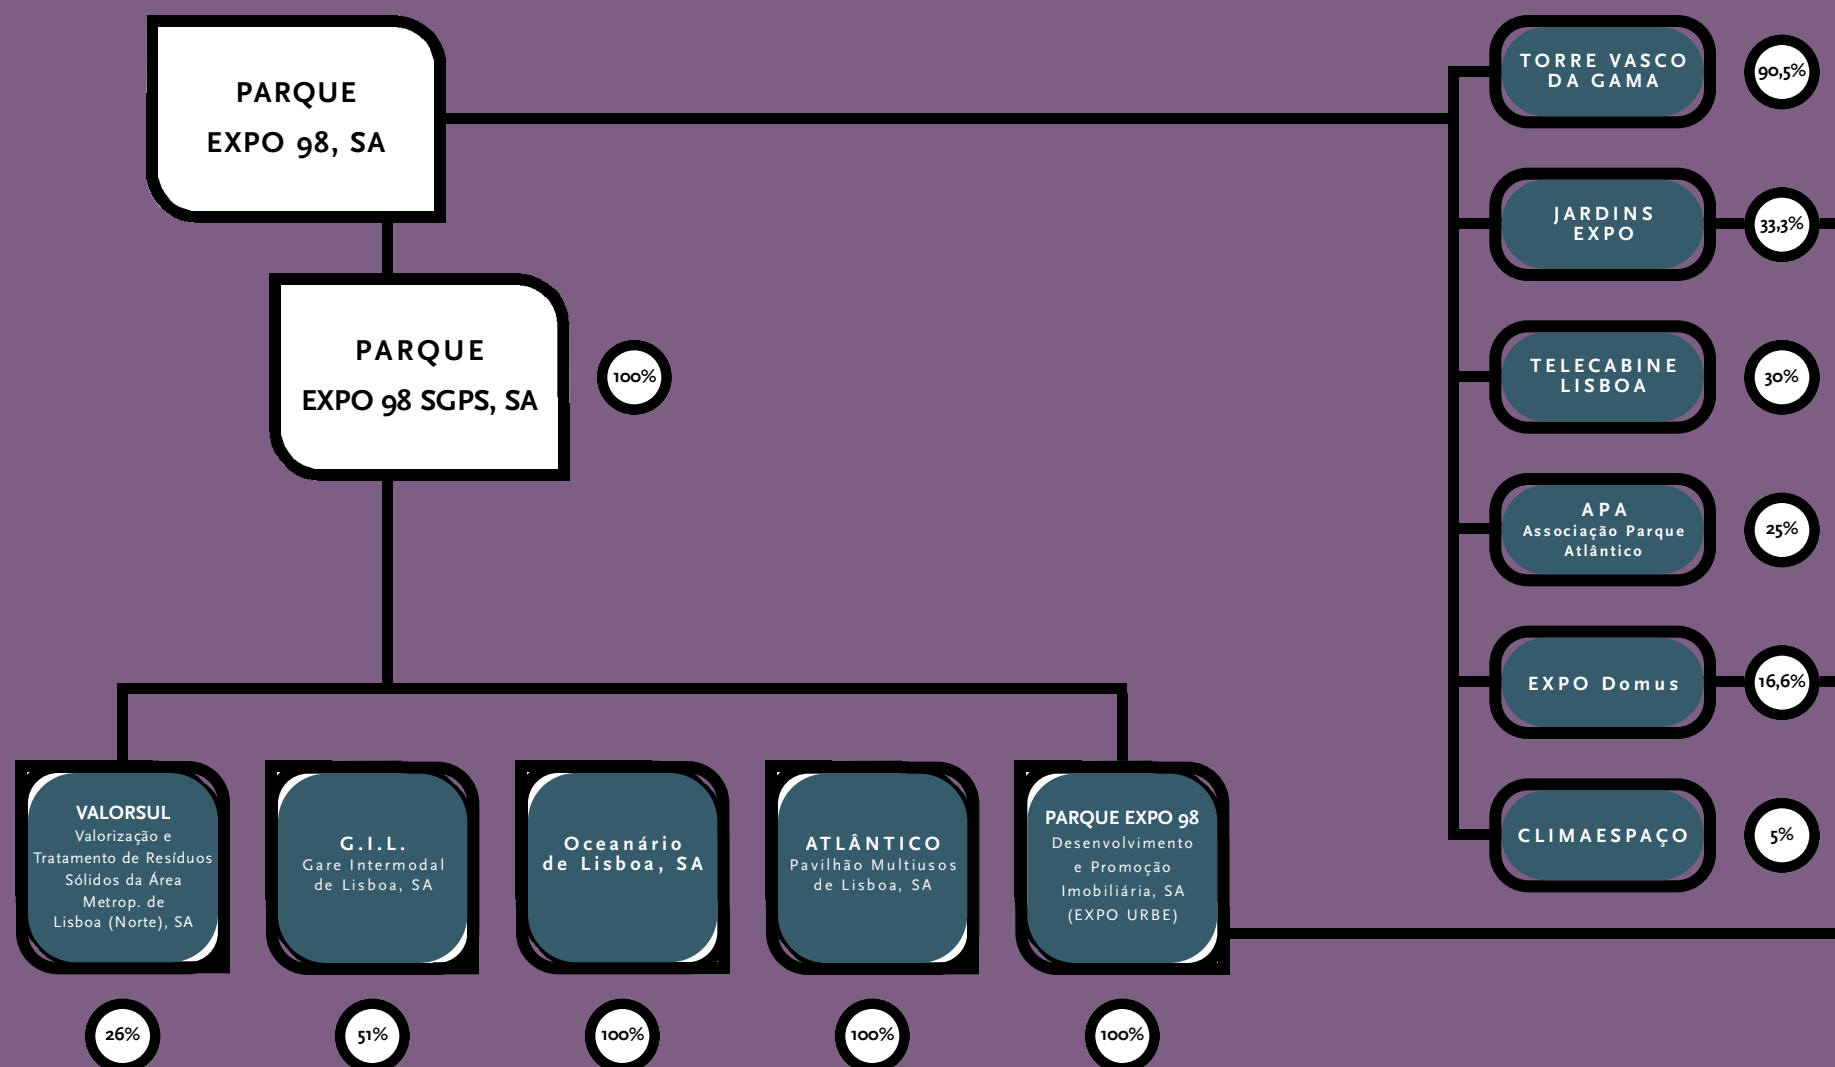 PARQUE
EXPO 98, SA
PARQUE
EXPO 98 SGPS, SA
100%
TORRE VASCO
DA GAMA
90,5%
JARDINS
EXPO
33,3%
TELECABINE
LISBOA
30%
APA
Associação Parque
Atlântico
25%
EXPO Domus
16,6%
CLIMAESPAÇO
5%
VALORSUL
Valorização e
Tratamento de Resíduos
Sólidos da Área
Metrop. de
Lisboa (Norte), SA
26%
G.I.L.
Gare Intermodal
de Lisboa, SA
51%
Oceanário
de Lisboa, SA
100%
ATLÂNTICO
Pavilhão Multiusos
de Lisboa, SA
100%
PARQUE EXPO 98
Desenvolvimento
e Promoção
Imobiliária, SA
(EXPO URBE)
100%